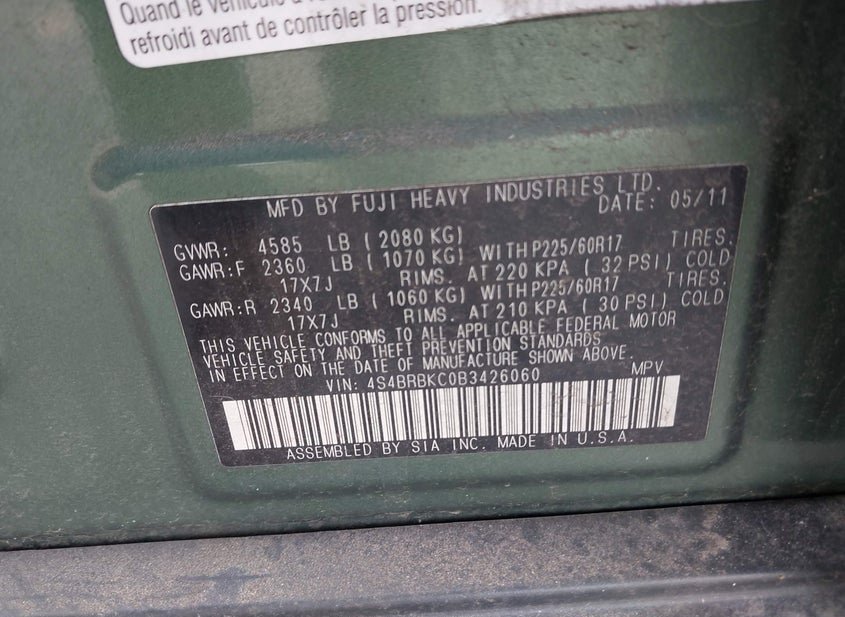 Quand le véhicule a
refroidi avant de contrôler la pression.
MFD BY FUJI HEAVY INDUSTRIES LTD.
DATE: 05/11
GVWR: 4585 LB ( 2080 KG)
GAWR:F 2360 LB ( 1070 KG) WITH P225/60R17 TIRES.
17X7J RIMS. AT 220 KPA ( 32 PSI) COLD
GAWR:R 2340 LB ( 1060 KG) WITH P225/60R17 TIRES.
17X7J RIMS. AT 210 KPA ( 30 PSI) COLD
THIS VEHICLE CONFORMS TO ALL APPLICABLE FEDERAL MOTOR
VEHICLE SAFETY AND THEFT PREVENTION STANDARDS
IN EFFECT ON THE DATE OF MANUFACTURE SHOWN ABOVE.
VIN: 4S4BRBKC0B3426060 MPV
ASSEMBLED BY SIA INC. MADE IN U.S.A.